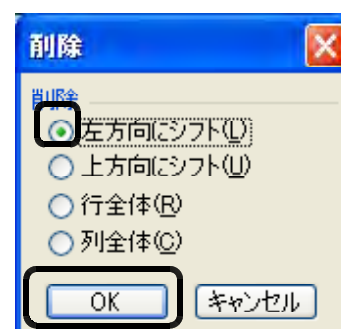 削除
削除
左方向にシフト(L)
上方向にシフト(U)
行全体(R)
列全体(C)
OK キャンセル